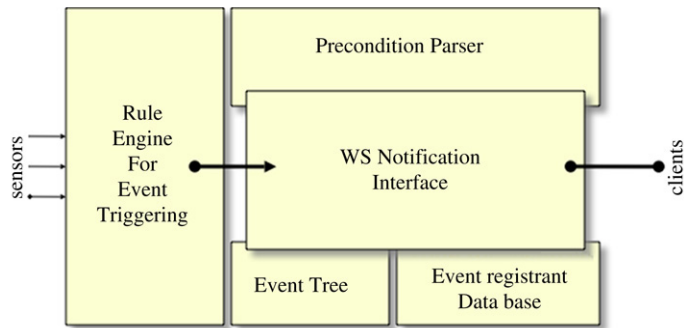 sensors
Rule
Engine
For
Event
Triggering
Precondition Parser
WS Notification
Interface
clients
Event Tree
Event registrant
Data base